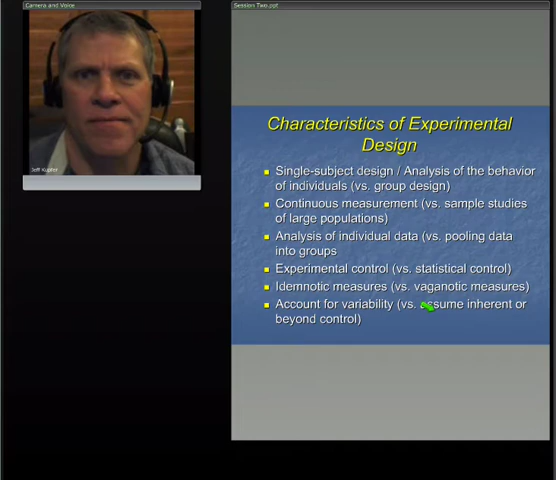 Camera and Voice
Session Two.ppt
Jeff Kupfer
Characteristics of Experimental
Design
Single-subject design / Analysis of the behavior
of individuals (vs. group design)
Continuous measurement (vs. sample studies
of large populations)
Analysis of individual data (vs. pooling data
into groups
Experimental control (vs. statistical control)
Idemnotic measures (vs. vaganotic measures)
Account for variability (vs. assume inherent or
beyond control)